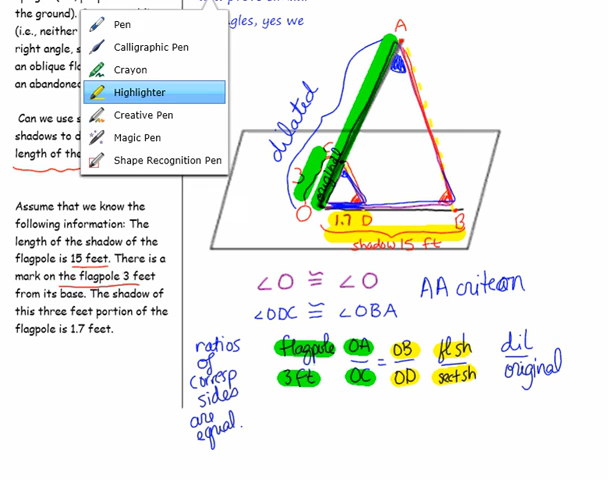 the ground).
(i.e., neither
right angle, s
an oblique fl
an abandoned
Can we use s
shadows to d
length of the
Pen
Calligraphic Pen
Crayon
Highlighter
Creative Pen
Magic Pen
Shape Recognition Pen
Assume that we know the
following information: The
length of the shadow of the
flagpole is 15 feet. There is a
mark on the flagpole 3 feet
from its base. The shadow of
this three feet portion of the
flagpole is 1.7 feet.
ngles, yes we
A
dilated
3
original
O
1.7 D
B
shadow 15 ft
∠O ≅ ∠O
∠ODC ≅ ∠OBA
AA criterion
ratios
of
corresp
sides
are
equal.
flagpole OA = OB fl sh dil
3 ft OC OD sect sh original